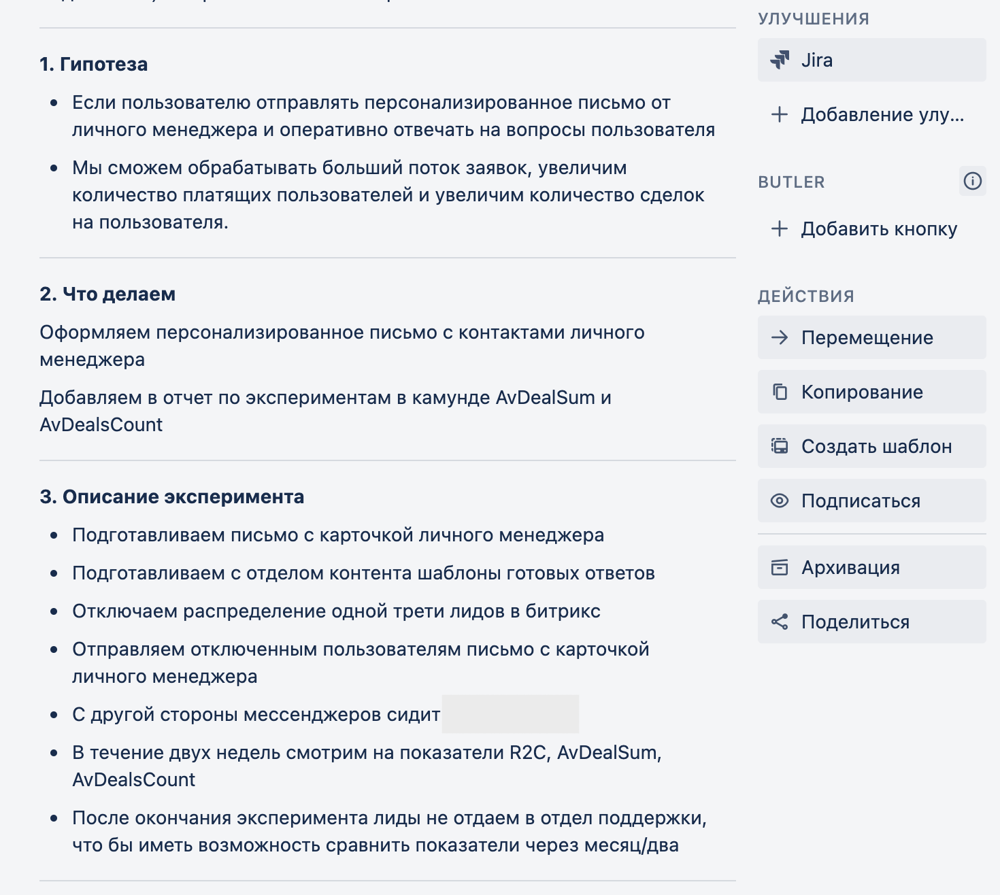 1. Гипотеза
Если пользователю отправлять персонализированное письмо от
личного менеджера и оперативно отвечать на вопросы пользователя
Мы сможем обрабатывать больший поток заявок, увеличим
количество платящих пользователей и увеличим количество сделок
на пользователя.
2. Что делаем
Оформляем персонализированное письмо с контактами личного
менеджера
Добавляем в отчет по экспериментам в камунде AvDealSum и
AvDealsCount
3. Описание эксперимента
Подготавливаем письмо с карточкой личного менеджера
Подготавливаем с отделом контента шаблоны готовых ответов
Отключаем распределение одной трети лидов в битрикс
Отправляем отключенным пользователям письмо с карточкой
личного менеджера
С другой стороны мессенджеров сидит
В течение двух недель смотрим на показатели R2C, AvDealSum,
AvDealsCount
После окончания эксперимента лиды не отдаем в отдел поддержки,
что бы иметь возможность сравнить показатели через месяц/два
УЛУЧШЕНИЯ
Jira
Добавление улу...
BUTLER
Добавить кнопку
ДЕЙСТВИЯ
Перемещение
Копирование
Создать шаблон
Подписаться
Архивация
Поделиться